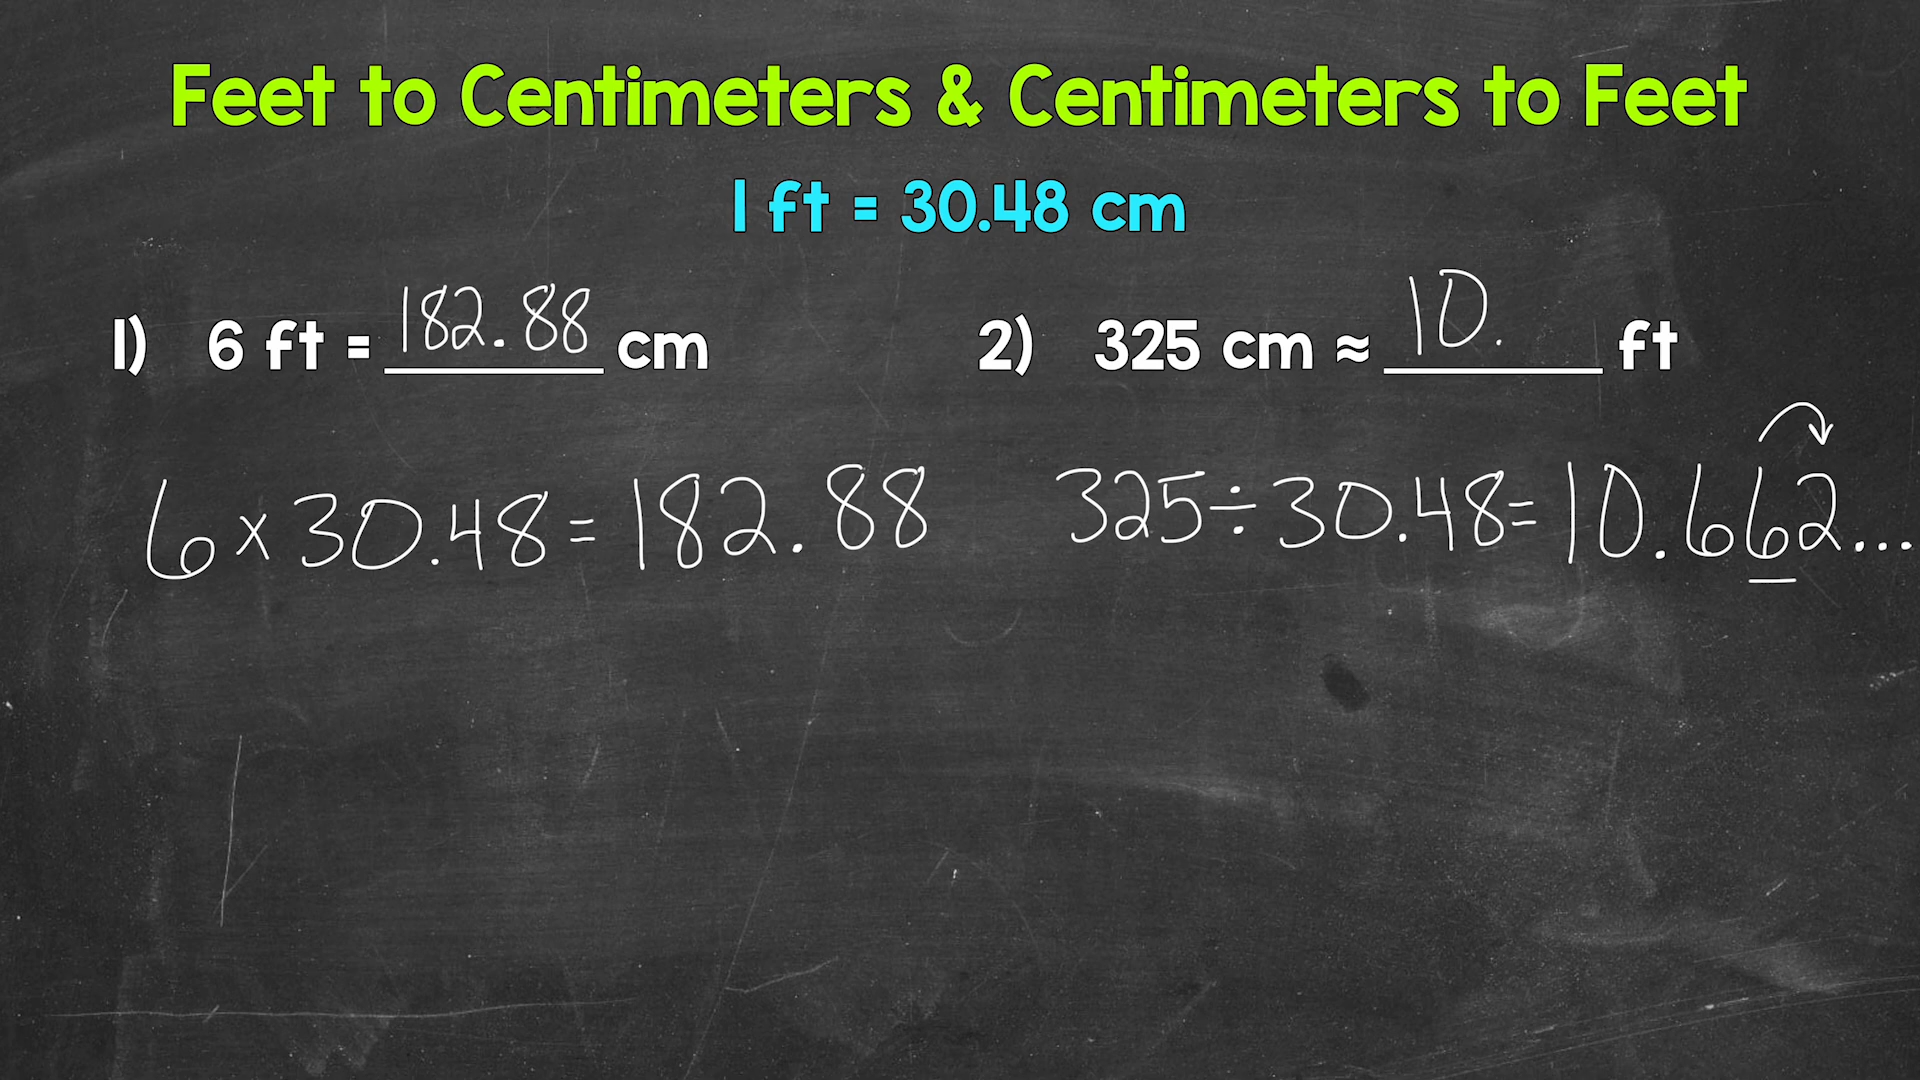 Feet to Centimeters & Centimeters to Feet
1 ft = 30.48 cm
1) 6 ft = 182.88 cm
2) 325 cm ≈ 10. ft
6 x 30.48 = 182.88
325 ÷ 30.48 = 10.662...